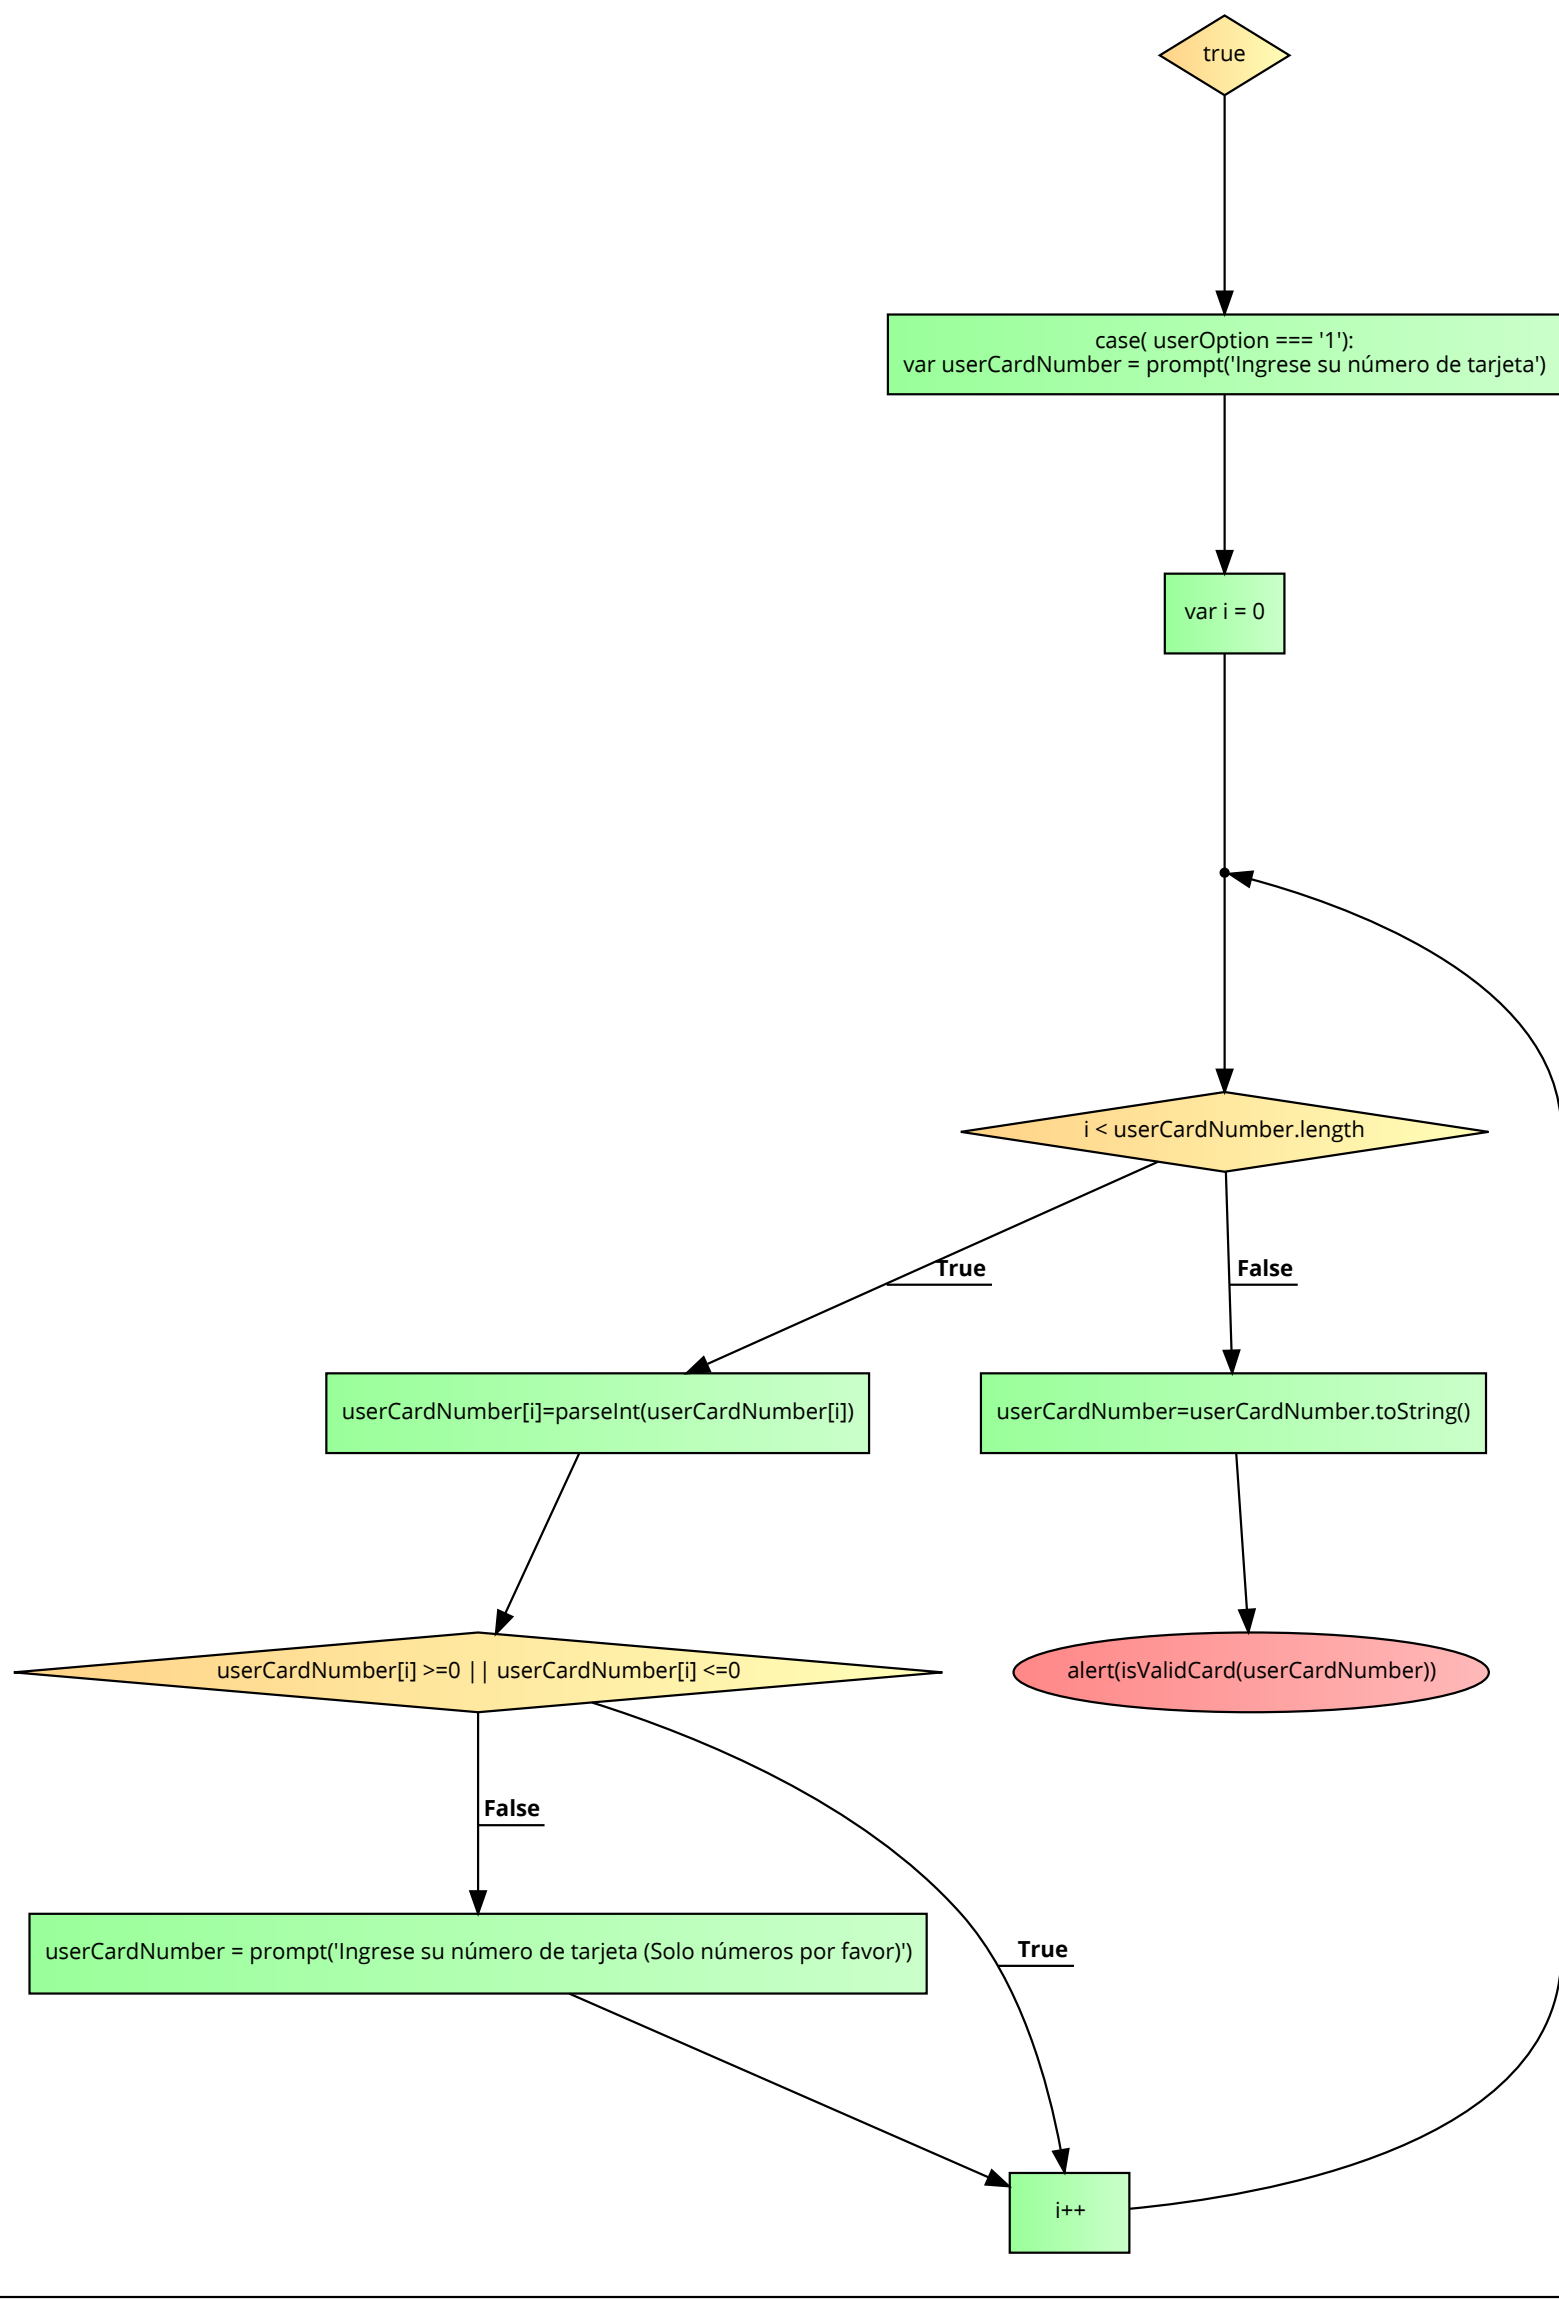 true
case( userOption === '1'):
var userCardNumber = prompt('Ingrese su número de tarjeta')
var i = 0
i < userCardNumber.length
True
False
userCardNumber[i]=parseInt(userCardNumber[i])
userCardNumber=userCardNumber.toString()
userCardNumber[i] >=0 || userCardNumber[i] <=0
alert(isValidCard(userCardNumber))
False
userCardNumber = prompt('Ingrese su número de tarjeta (Solo números por favor)')
True
i++